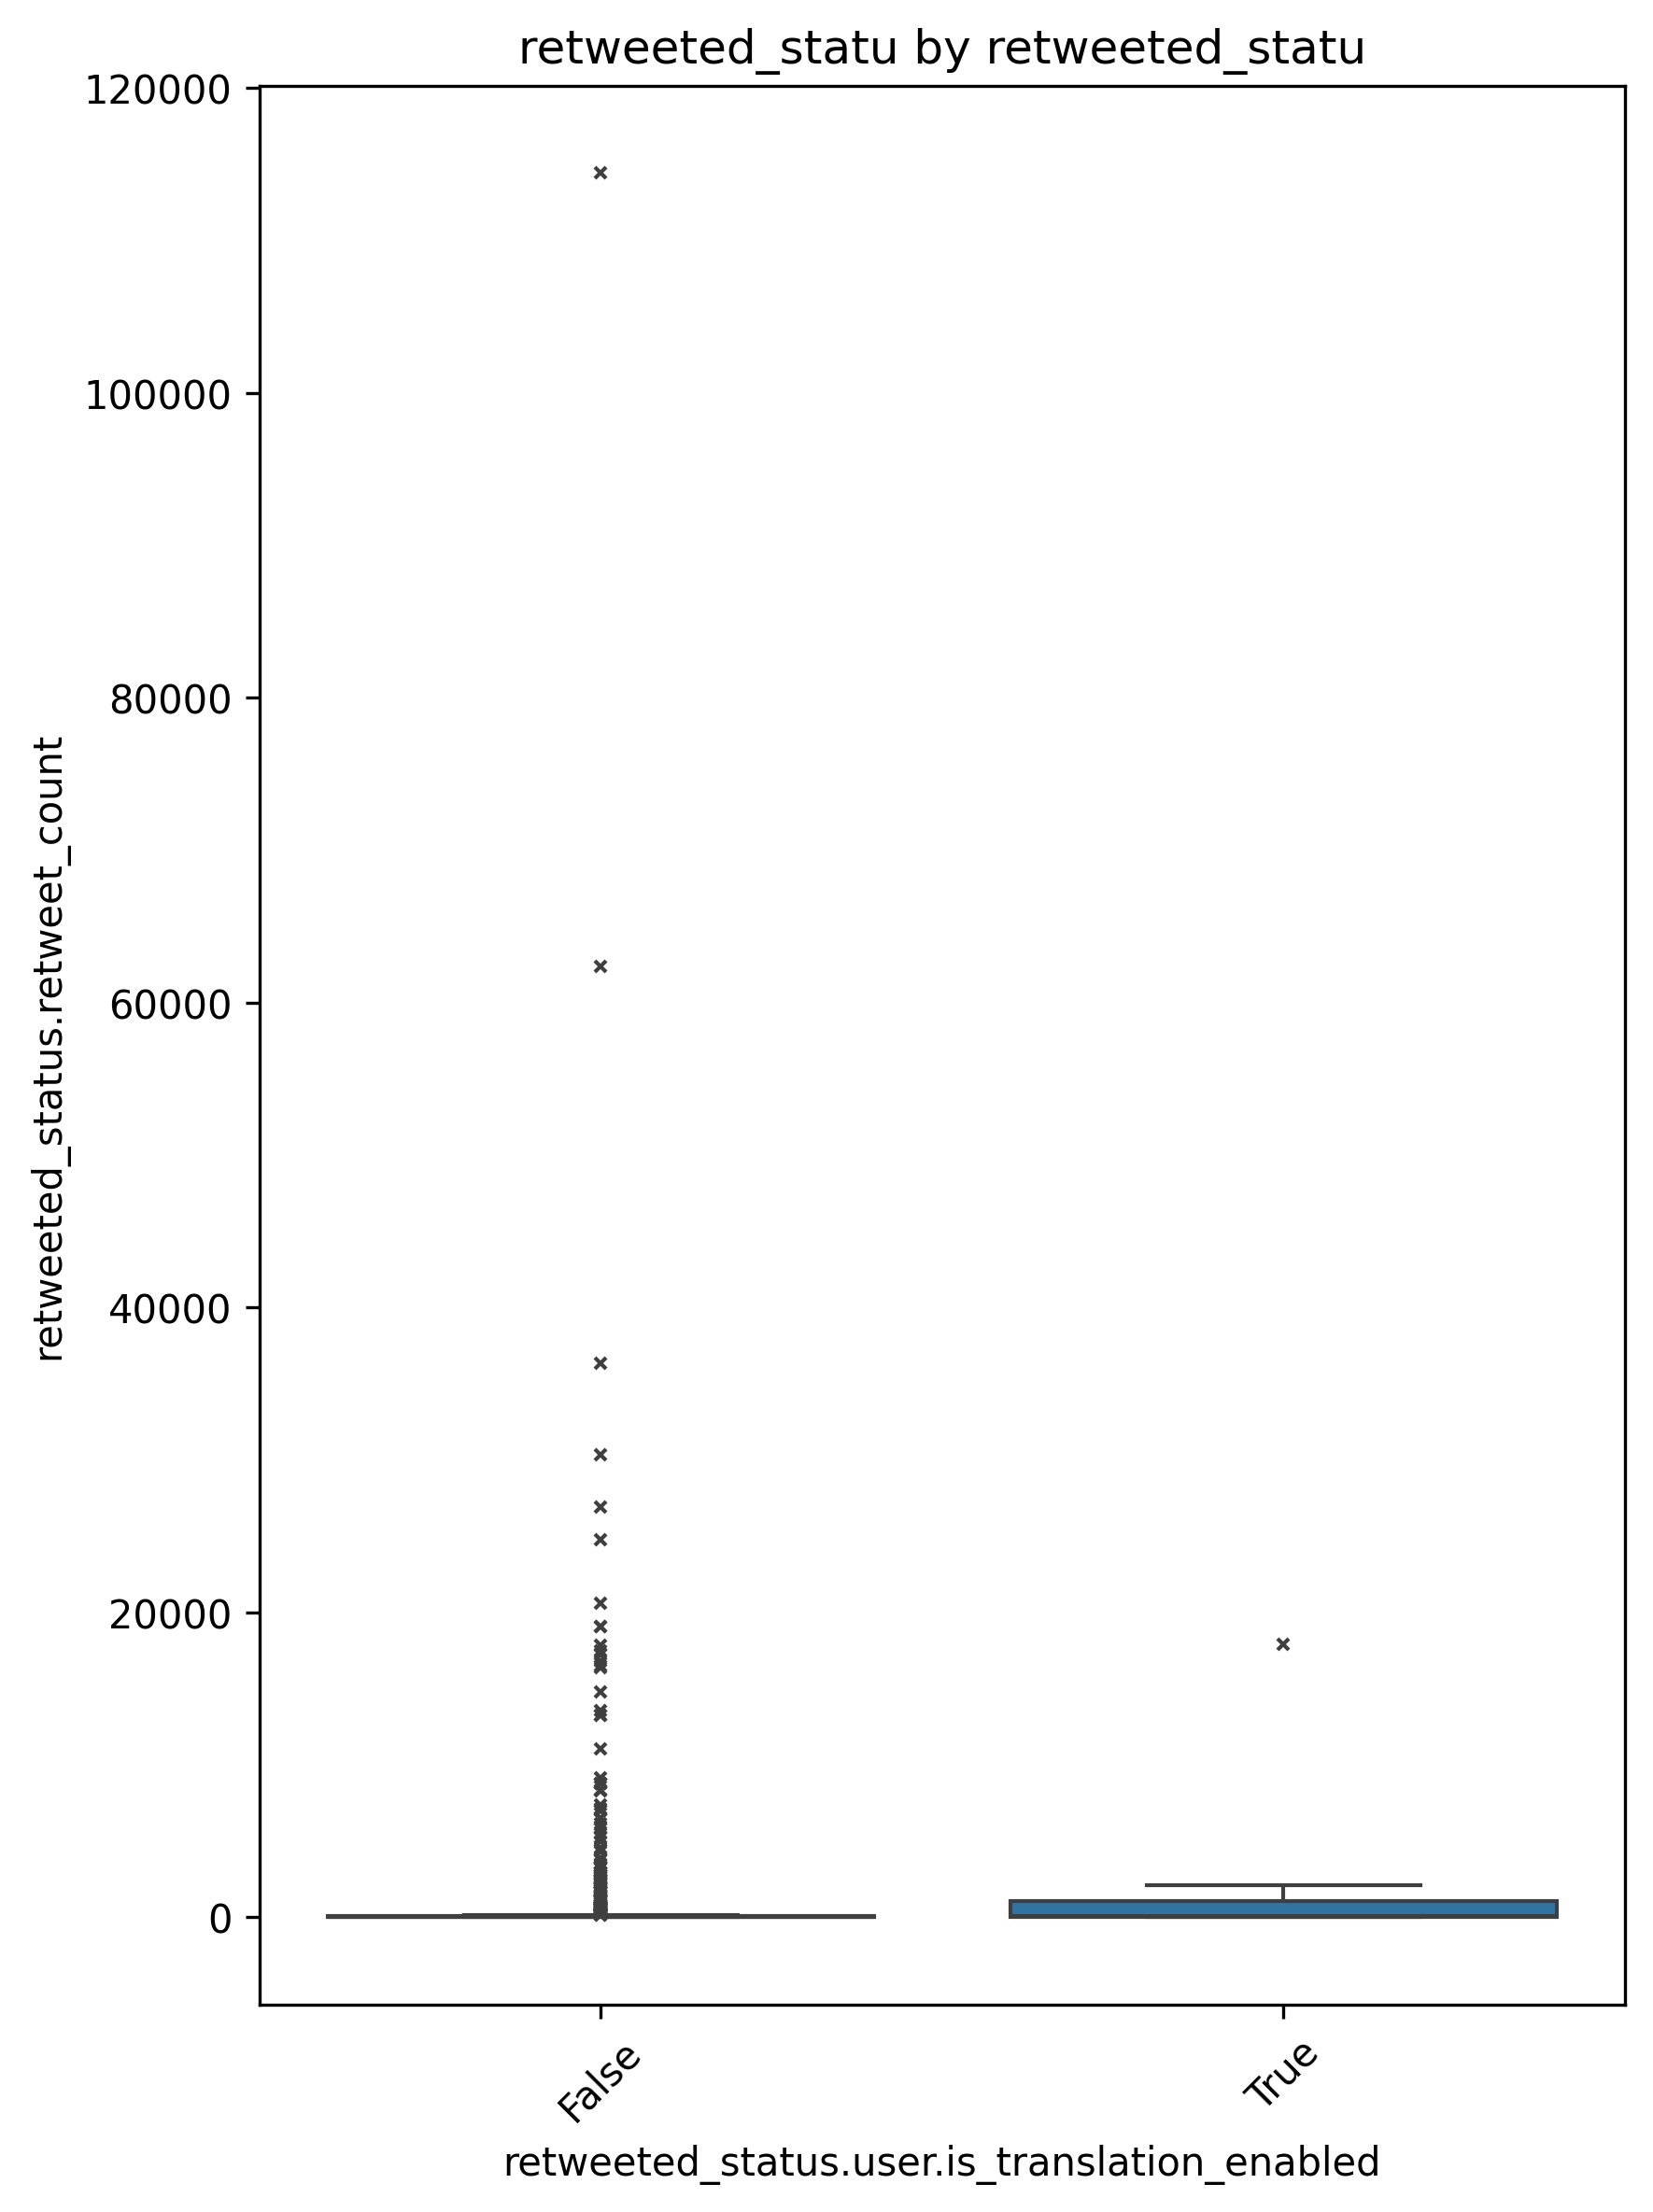 retweeted_statu by retweeted_statu
120000
100000
80000
60000
40000
20000
0
retweeted_status.retweet_count
False
True
retweeted_status.user.is_translation_enabled